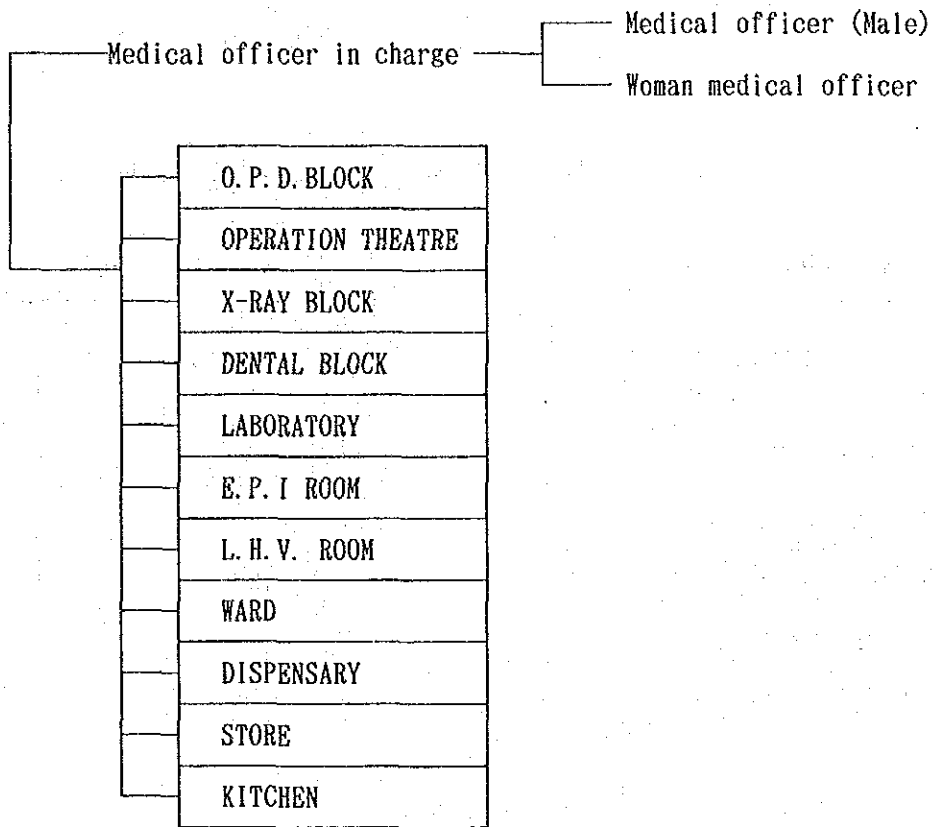 Medical officer (Male)
Medical officer in charge
Woman medical officer
O.P.D.BLOCK
OPERATION THEATRE
X-RAY BLOCK
DENTAL BLOCK
LABORATORY
E.P.I ROOM
L.H.V. ROOM
WARD
DISPENSARY
STORE
KITCHEN